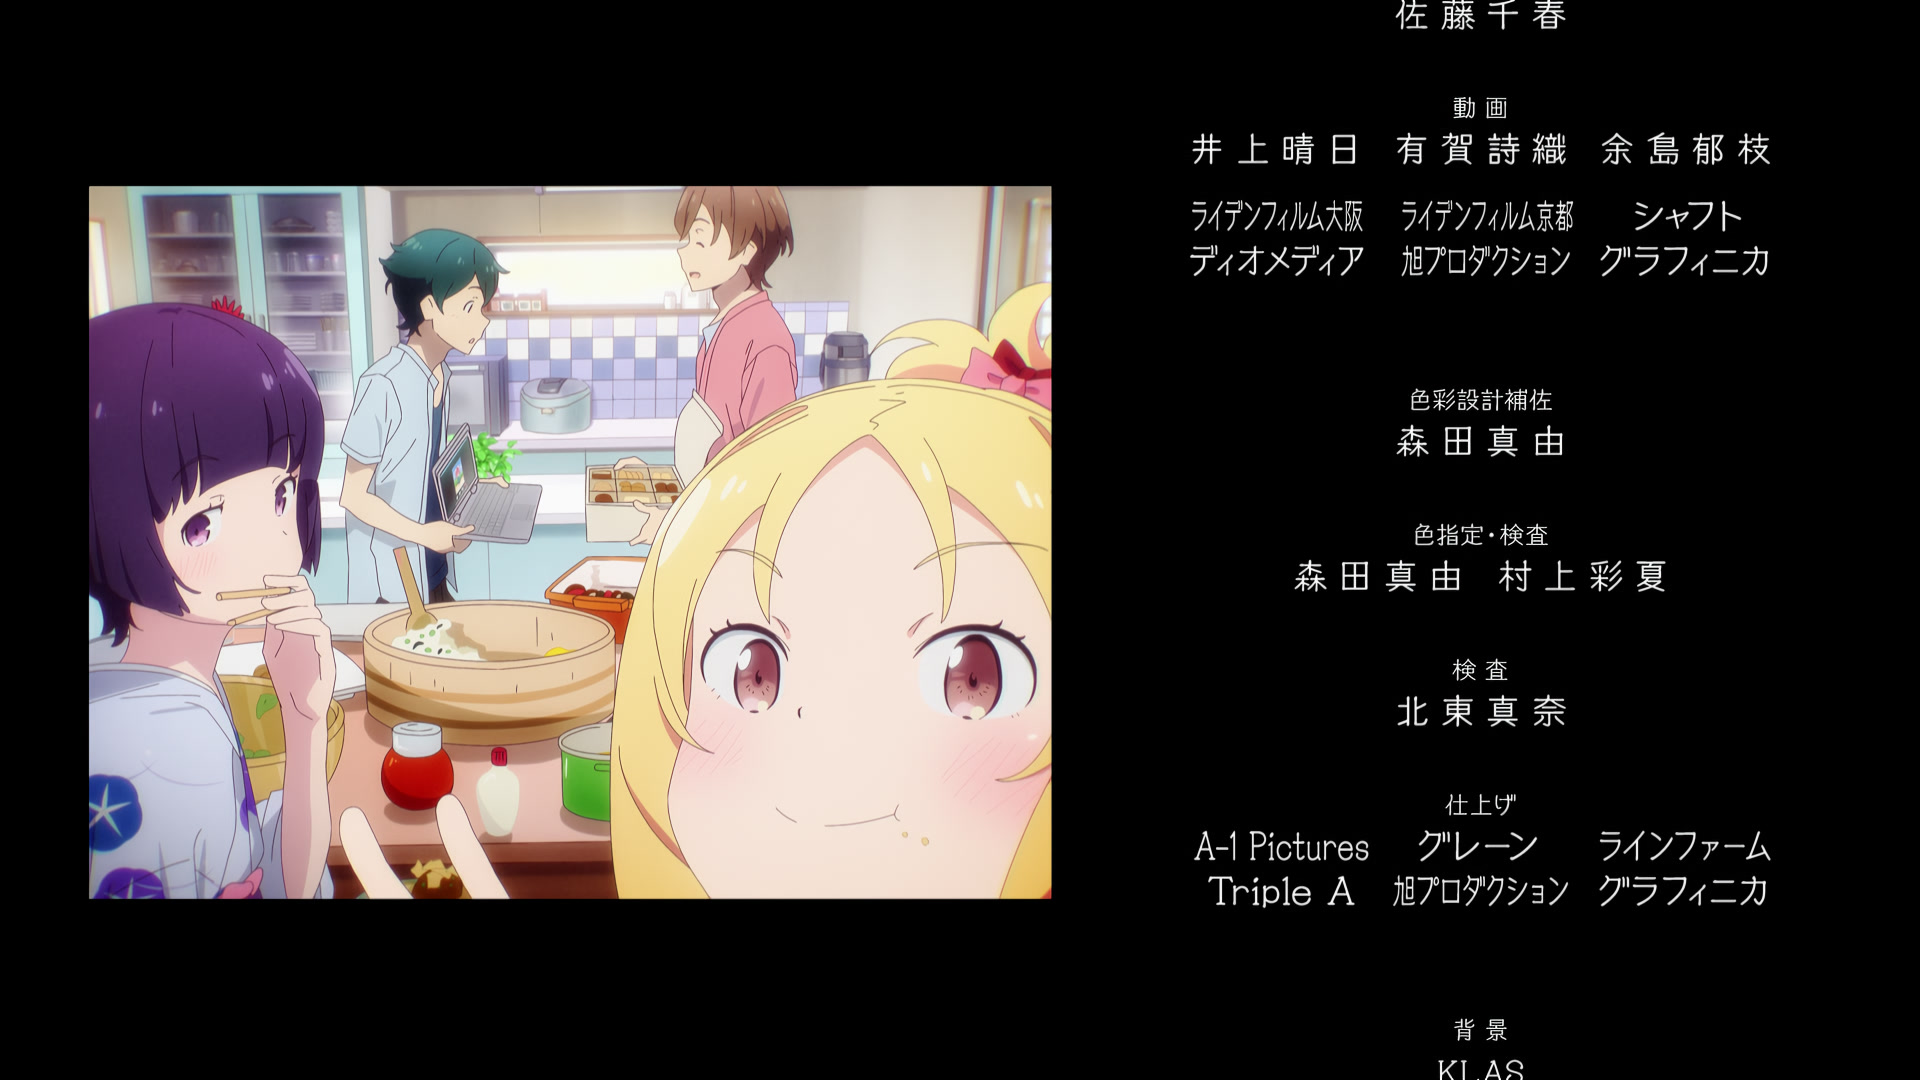 佐藤千春
動画
井上晴日 有賀詩織 余島郁枝
ライデンフィルム大阪 ライデンフィルム京都 シャフト
ディオメディア 旭プロダクション グラフィニカ
色彩設計補佐
森田真由
色指定・検査
森田真由 村上彩夏
検査
北東真奈
仕上げ
A-1 Pictures グレーン ラインファーム
Triple A 旭プロダクション グラフィニカ
背景
KLAS